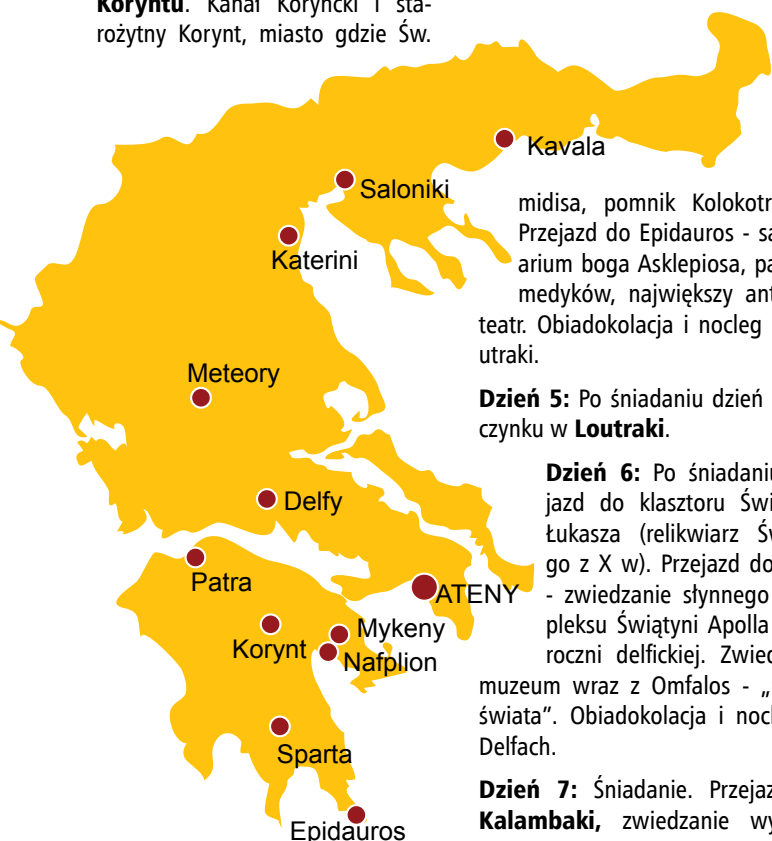 Koryntu. Kanał Koryncki i sta-
rożytny Korynt, miasto gdzie Św.
Kavala
Saloniki
Katerini
Meteory
Delfy
Patra
ATENY
Mykeny
Korynt
Nafplion
Sparta
Epidauros
midisa, pomnik Kolokotr
Przejazd do Epidauros - sa
arium boga Asklepiosa, pa
medyków, największy ant
teatr. Obiadokolacja i nocleg
utraki.
Dzień 5: Po śniadaniu dzień
czynku w Loutraki.
Dzień 6: Po śniadaniu
jazd do klasztoru Świ
Łukasza (relikwiarz Św
go z X w). Przejazd do
- zwiedzanie słynnego
pleksu Świątyni Apolla
roczni delfickiej. Zwied
muzeum wraz z Omfalos - „
świata”. Obiadokolacja i nocl
Delfach.
Dzień 7: Śniadanie. Przejaz
Kalambaki, zwiedzanie wy